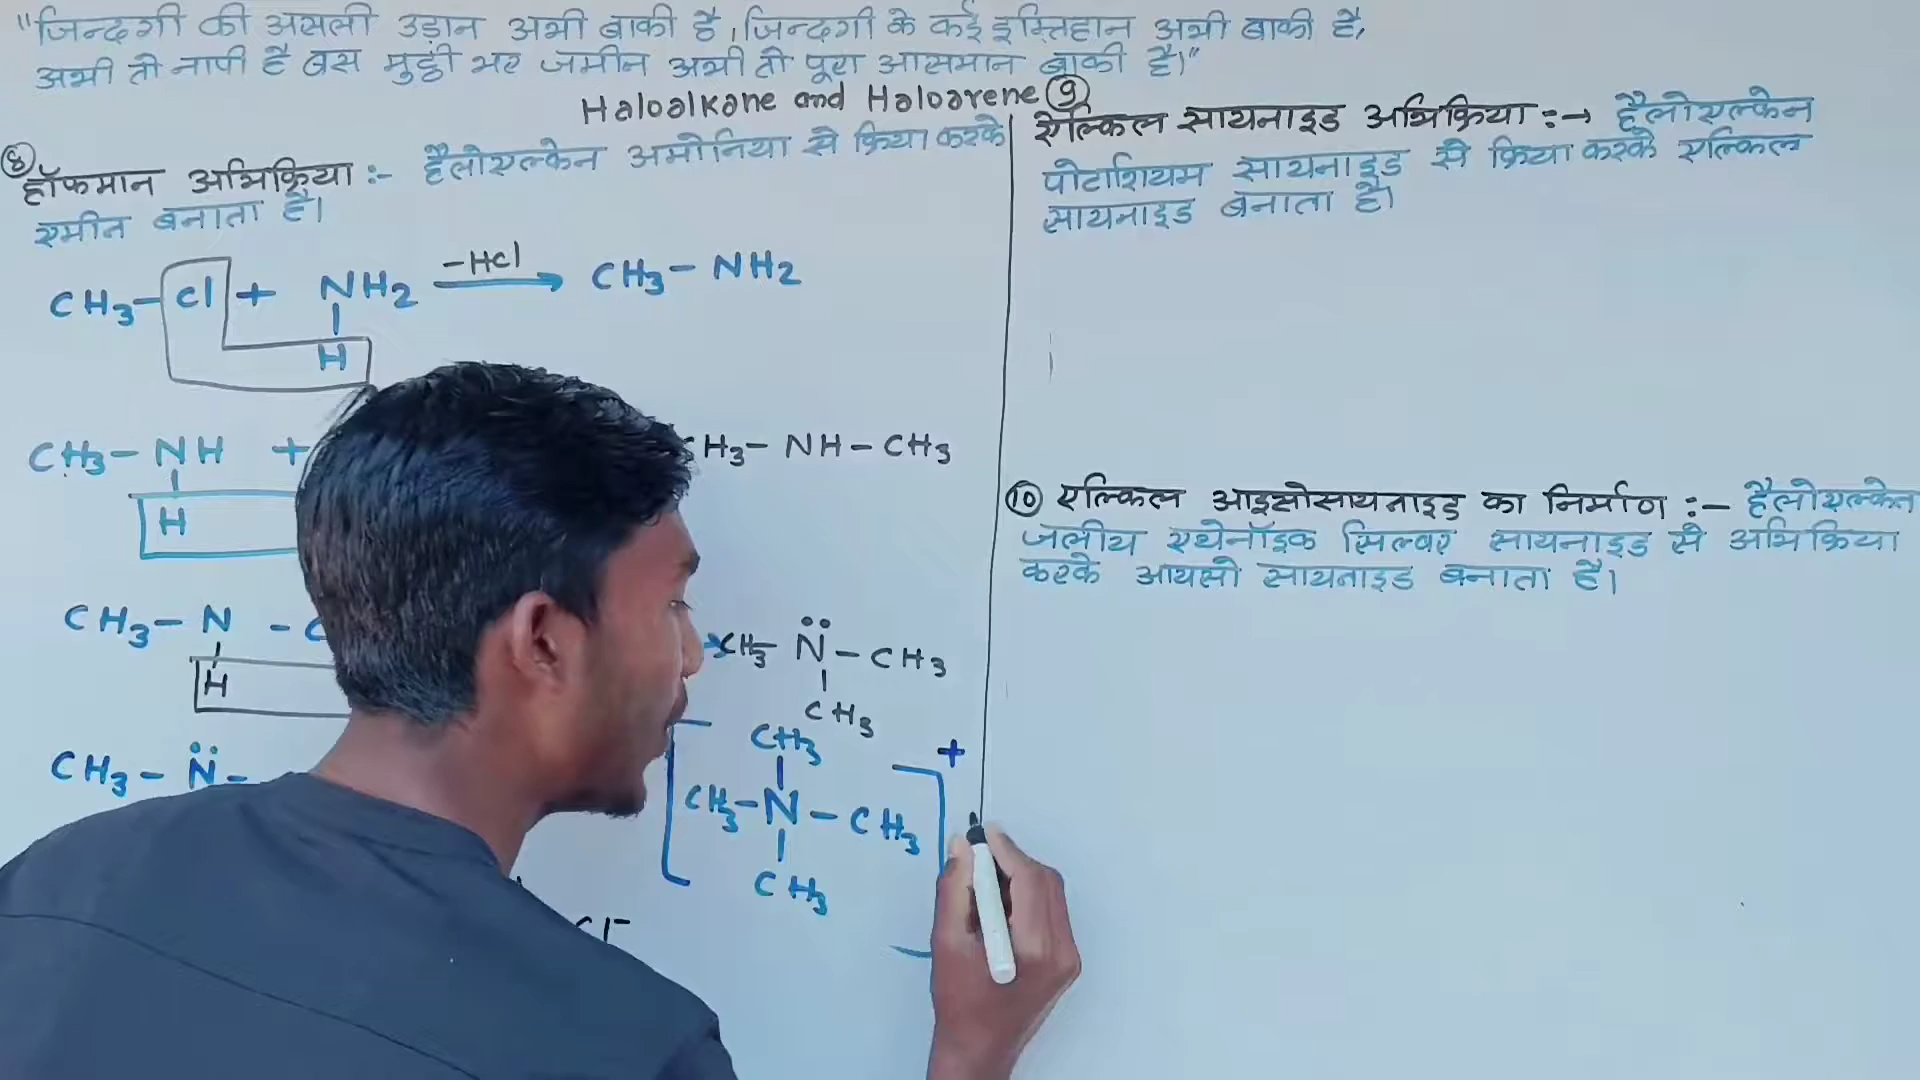 "जिन्दगी की असली उड़ान अभी बाकी है, जिन्दगी के कई इम्तिहान अभी बाकी है,
अभी तो नापी है बस मुट्ठी भर जमीन अभी तो पूरा आसमान बाकी है।"
Haloalkane and Haloarene
⑧ हॉफमान अभिक्रिया :- हैलोएल्केन अमोनिया से क्रिया करके
एमीन बनाता है।
CH3-Cl + NH2 -HCl → CH3-NH2
H
CH3-NH +
CH3-NH-CH3
H
CH3-N -C
→CH3 N̈-CH3
H
CH3
CH3-N̈-
CH3 +
CH3-N-CH3
CH3
Cl-
⑨ ऐल्किल सायनाइड अभिक्रिया :→ हैलोएल्केन
पोटाशियम सायनाइड से क्रिया करके एल्किल
सायनाइड बनाता है।
⑩ एल्किल आइसोसायनाइड का निर्माण :- हैलोएल्केन
जलीय एथेनॉइक सिल्वर सायनाइड से अभिक्रिया
करके आयसो सायनाइड बनाता है।